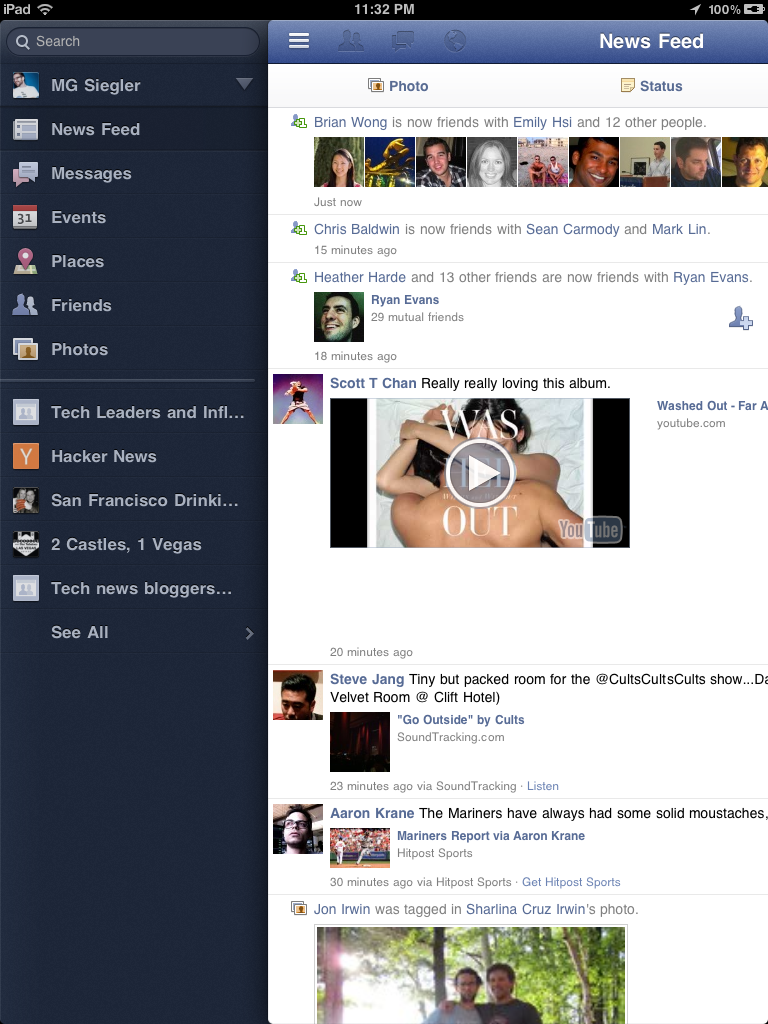 iPad 11:32 PM 100%
Search
MG Siegler
News Feed
Messages
31 Events
Places
Friends
Photos
Tech Leaders and Infl...
Y Hacker News
San Francisco Drinki...
2 Castles, 1 Vegas
Tech news bloggers...
See All
News Feed
Photo Status
Brian Wong is now friends with Emily Hsi and 12 other people.
Just now
Chris Baldwin is now friends with Sean Carmody and Mark Lin.
15 minutes ago
Heather Harde and 13 other friends are now friends with Ryan Evans.
Ryan Evans
29 mutual friends
18 minutes ago
Scott T Chan Really really loving this album.
WAS
OUT
YouTube
Washed Out - Far A
youtube.com
20 minutes ago
Steve Jang Tiny but packed room for the @CultsCultsCults show...Da
Velvet Room @ Clift Hotel)
"Go Outside" by Cults
SoundTracking.com
23 minutes ago via SoundTracking · Listen
Aaron Krane The Mariners have always had some solid moustaches,
Mariners Report via Aaron Krane
Hitpost Sports
30 minutes ago via Hitpost Sports · Get Hitpost Sports
Jon Irwin was tagged in Sharlina Cruz Irwin's photo.